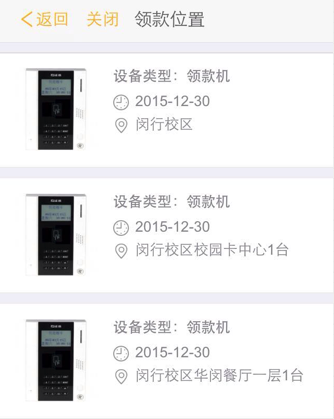 返回 关闭 领款位置
设备类型：领款机
2015-12-30
闵行校区
设备类型：领款机
2015-12-30
闵行校区校园卡中心1台
设备类型：领款机
2015-12-30
闵行校区华闵餐厅一层1台